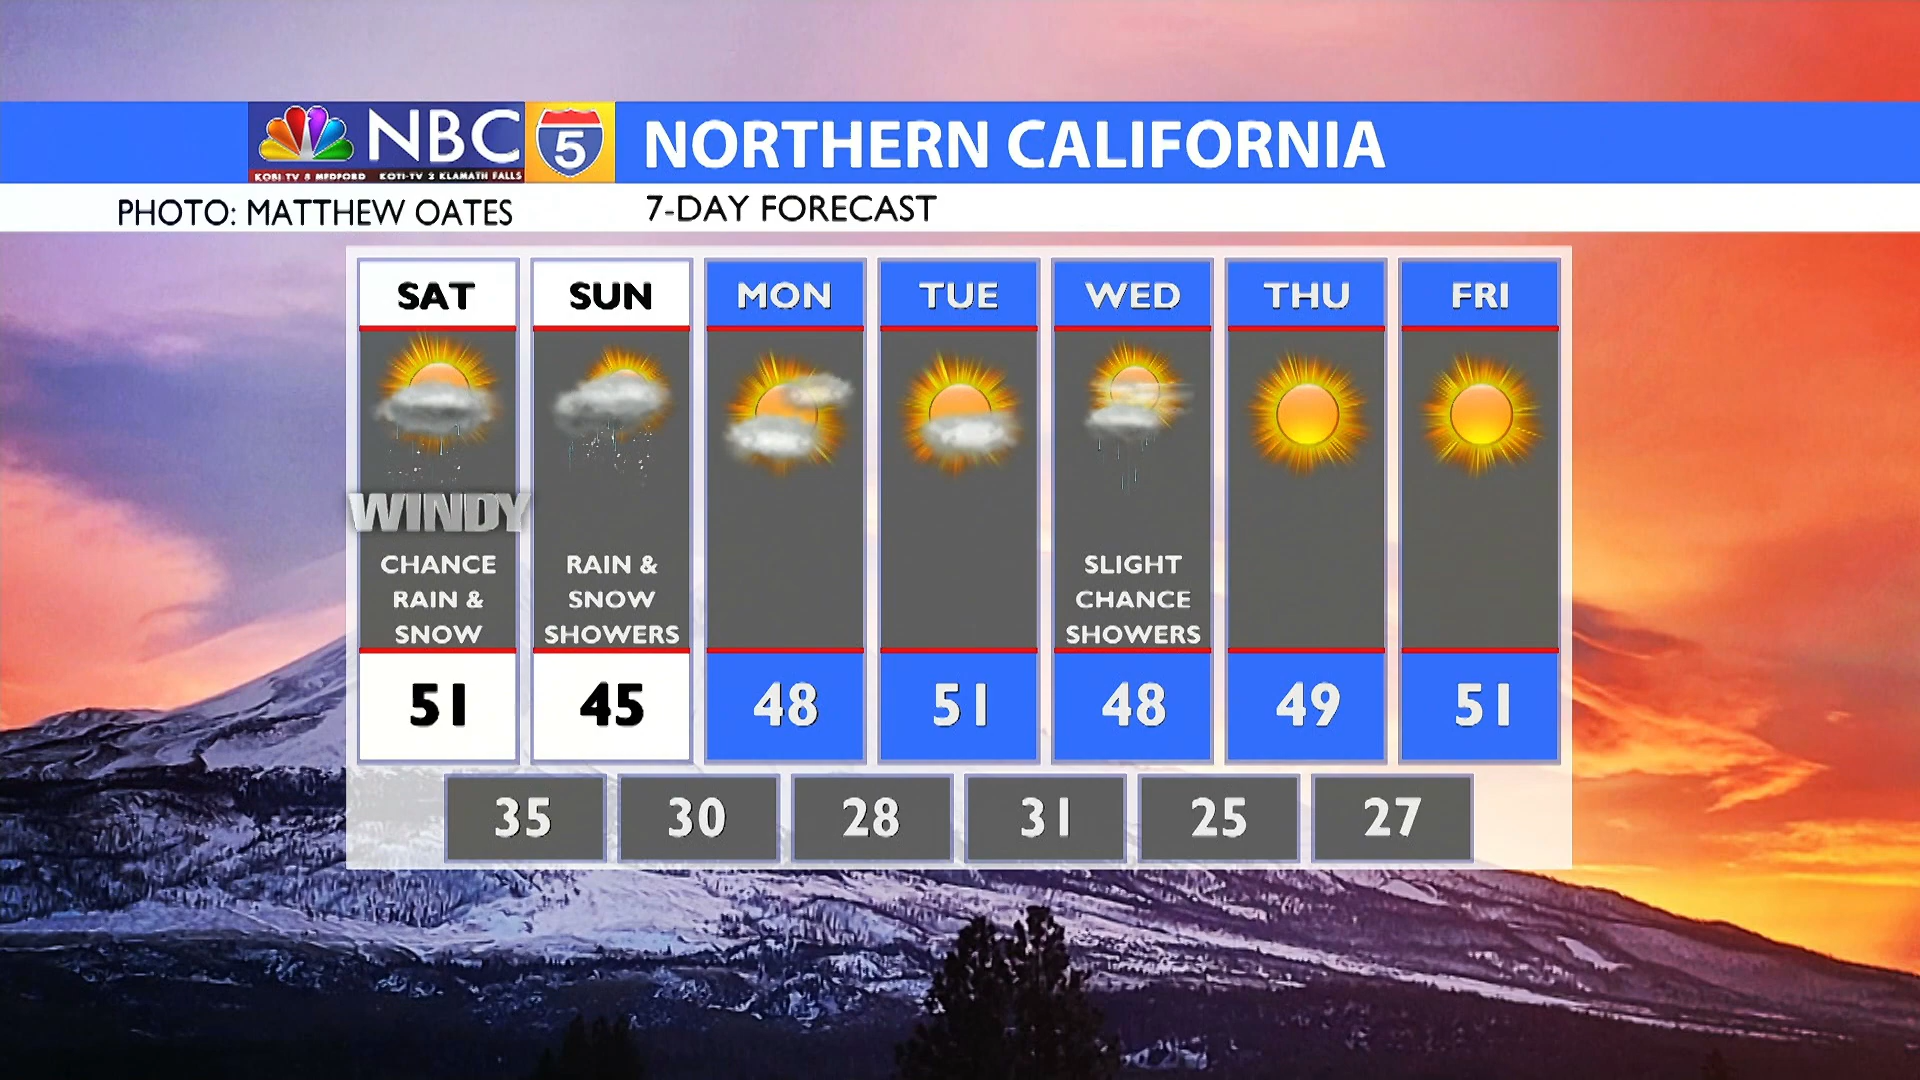 NBC 5
KOBI-TV 5 MEDFORD KOTI-TV 2 KLAMATH FALLS
NORTHERN CALIFORNIA
PHOTO: MATTHEW OATES
7-DAY FORECAST
SAT SUN MON TUE WED THU FRI
WINDY
CHANCE RAIN & SLIGHT
RAIN & SNOW CHANCE
SNOW SHOWERS SHOWERS
51 45 48 51 48 49 51
35 30 28 31 25 27